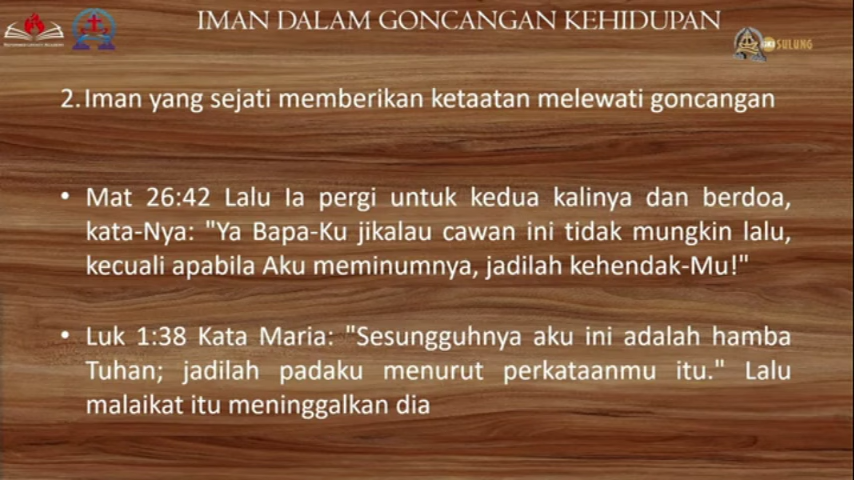 IMAN DALAM GONCANGAN KEHIDUPAN
SULUNG
2. Iman yang sejati memberikan ketaatan melewati goncangan
• Mat 26:42 Lalu Ia pergi untuk kedua kalinya dan berdoa,
kata-Nya: "Ya Bapa-Ku jikalau cawan ini tidak mungkin lalu,
kecuali apabila Aku meminumnya, jadilah kehendak-Mu!"
• Luk 1:38 Kata Maria: "Sesungguhnya aku ini adalah hamba
Tuhan; jadilah padaku menurut perkataanmu itu." Lalu
malaikat itu meninggalkan dia